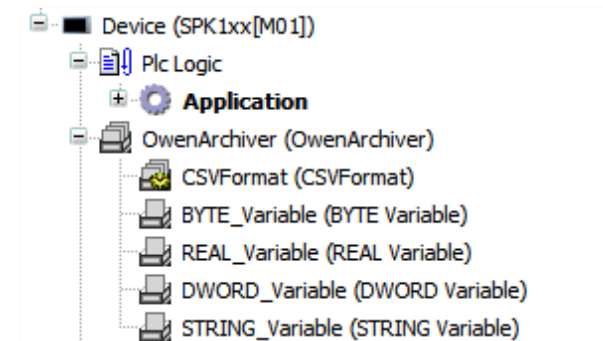 Device (SPK1xx[M01])
Plc Logic
Application
OwenArchiver (OwenArchiver)
CSVFormat (CSVFormat)
BYTE_Variable (BYTE Variable)
REAL_Variable (REAL Variable)
DWORD_Variable (DWORD Variable)
STRING_Variable (STRING Variable)